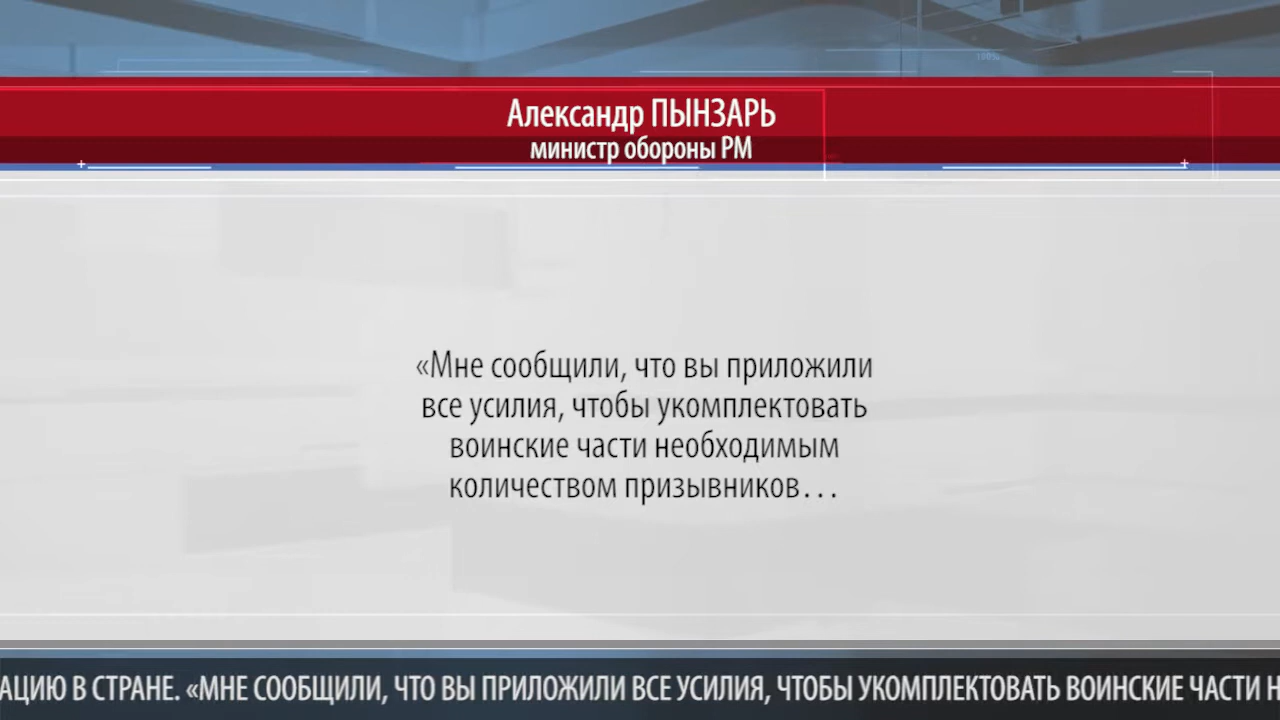 100%
Александр ПЫНЗАРЬ
министр обороны РМ
«Мне сообщили, что вы приложили
все усилия, чтобы укомплектовать
воинские части необходимым
количеством призывников...
АЦИЮ В СТРАНЕ. «МНЕ СООБЩИЛИ, ЧТО ВЫ ПРИЛОЖИЛИ ВСЕ УСИЛИЯ, ЧТОБЫ УКОМПЛЕКТОВАТЬ ВОИНСКИЕ ЧАСТИ Н